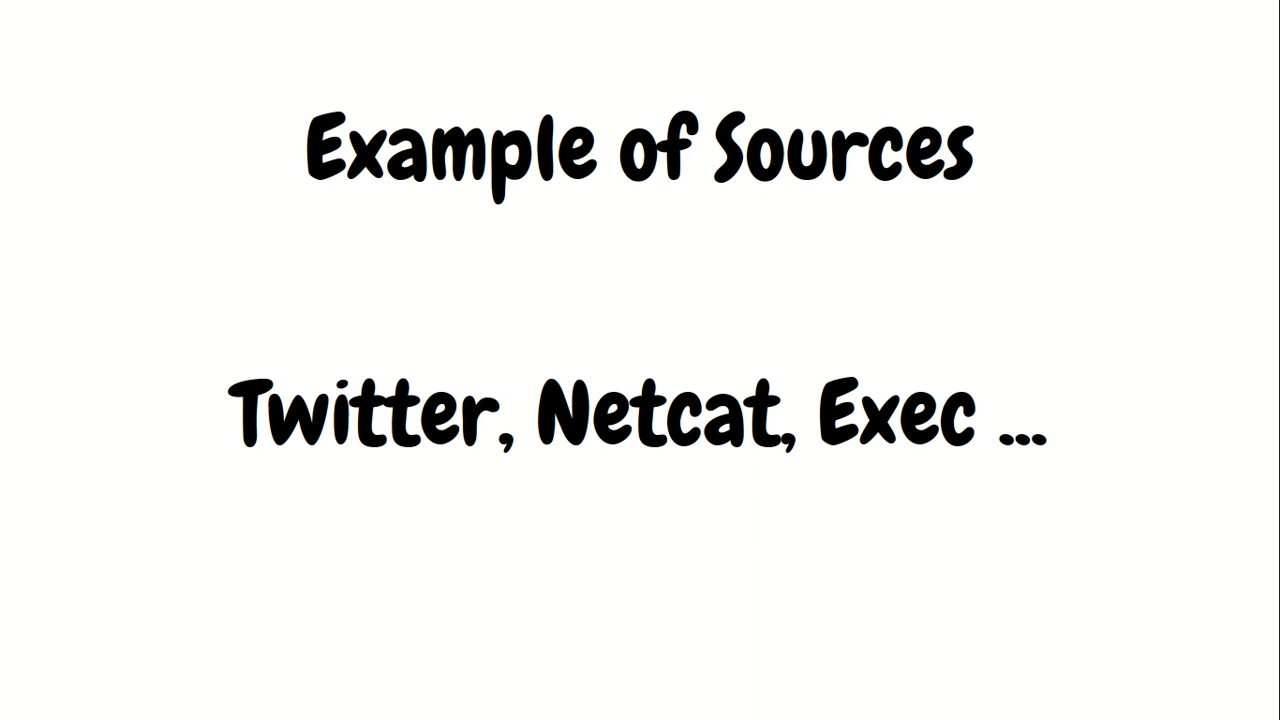 Example of Sources
Twitter, Netcat, Exec ...